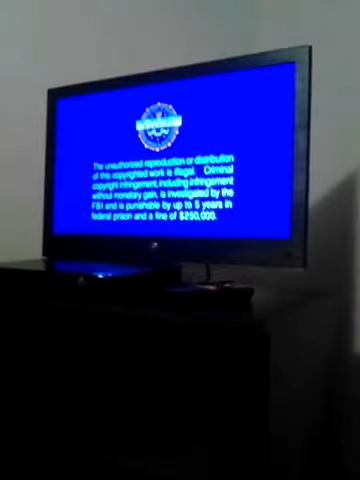 The unauthorized reproduction or distribution
of this copyrighted work is illegal. Criminal
copyright infringement, including infringement
without monetary gain, is investigated by the
FBI and is punishable by up to 5 years in
federal prison and a fine of $250,000.